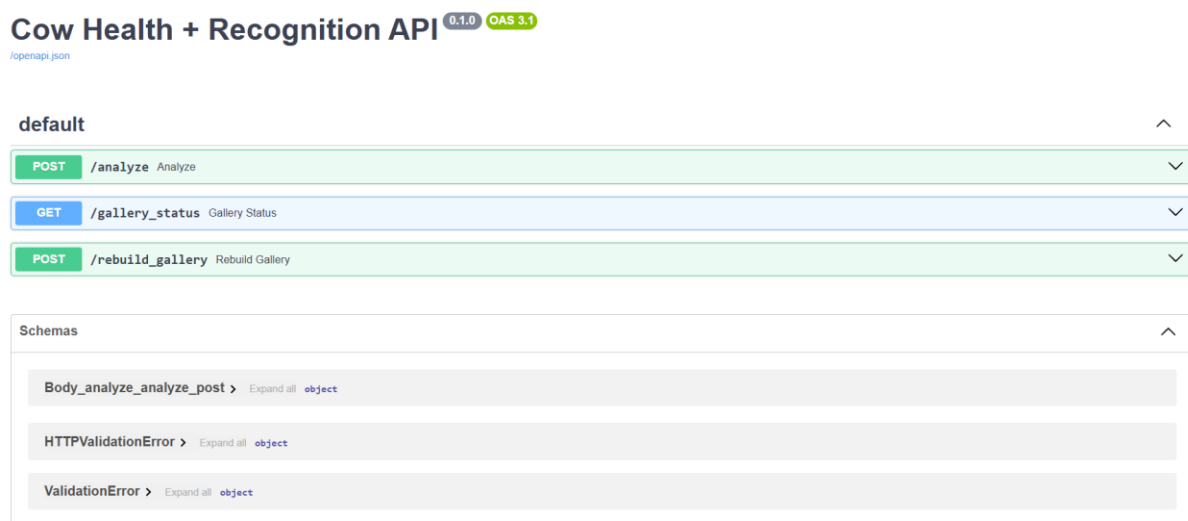 Cow Health + Recognition API 0.1.0 OAS 3.1
/openapi.json
default
POST /analyze Analyze
GET /gallery_status Gallery Status
POST /rebuild_gallery Rebuild Gallery
Schemas
Body_analyze_analyze_post Expand all object
HTTPValidationError Expand all object
ValidationError Expand all object